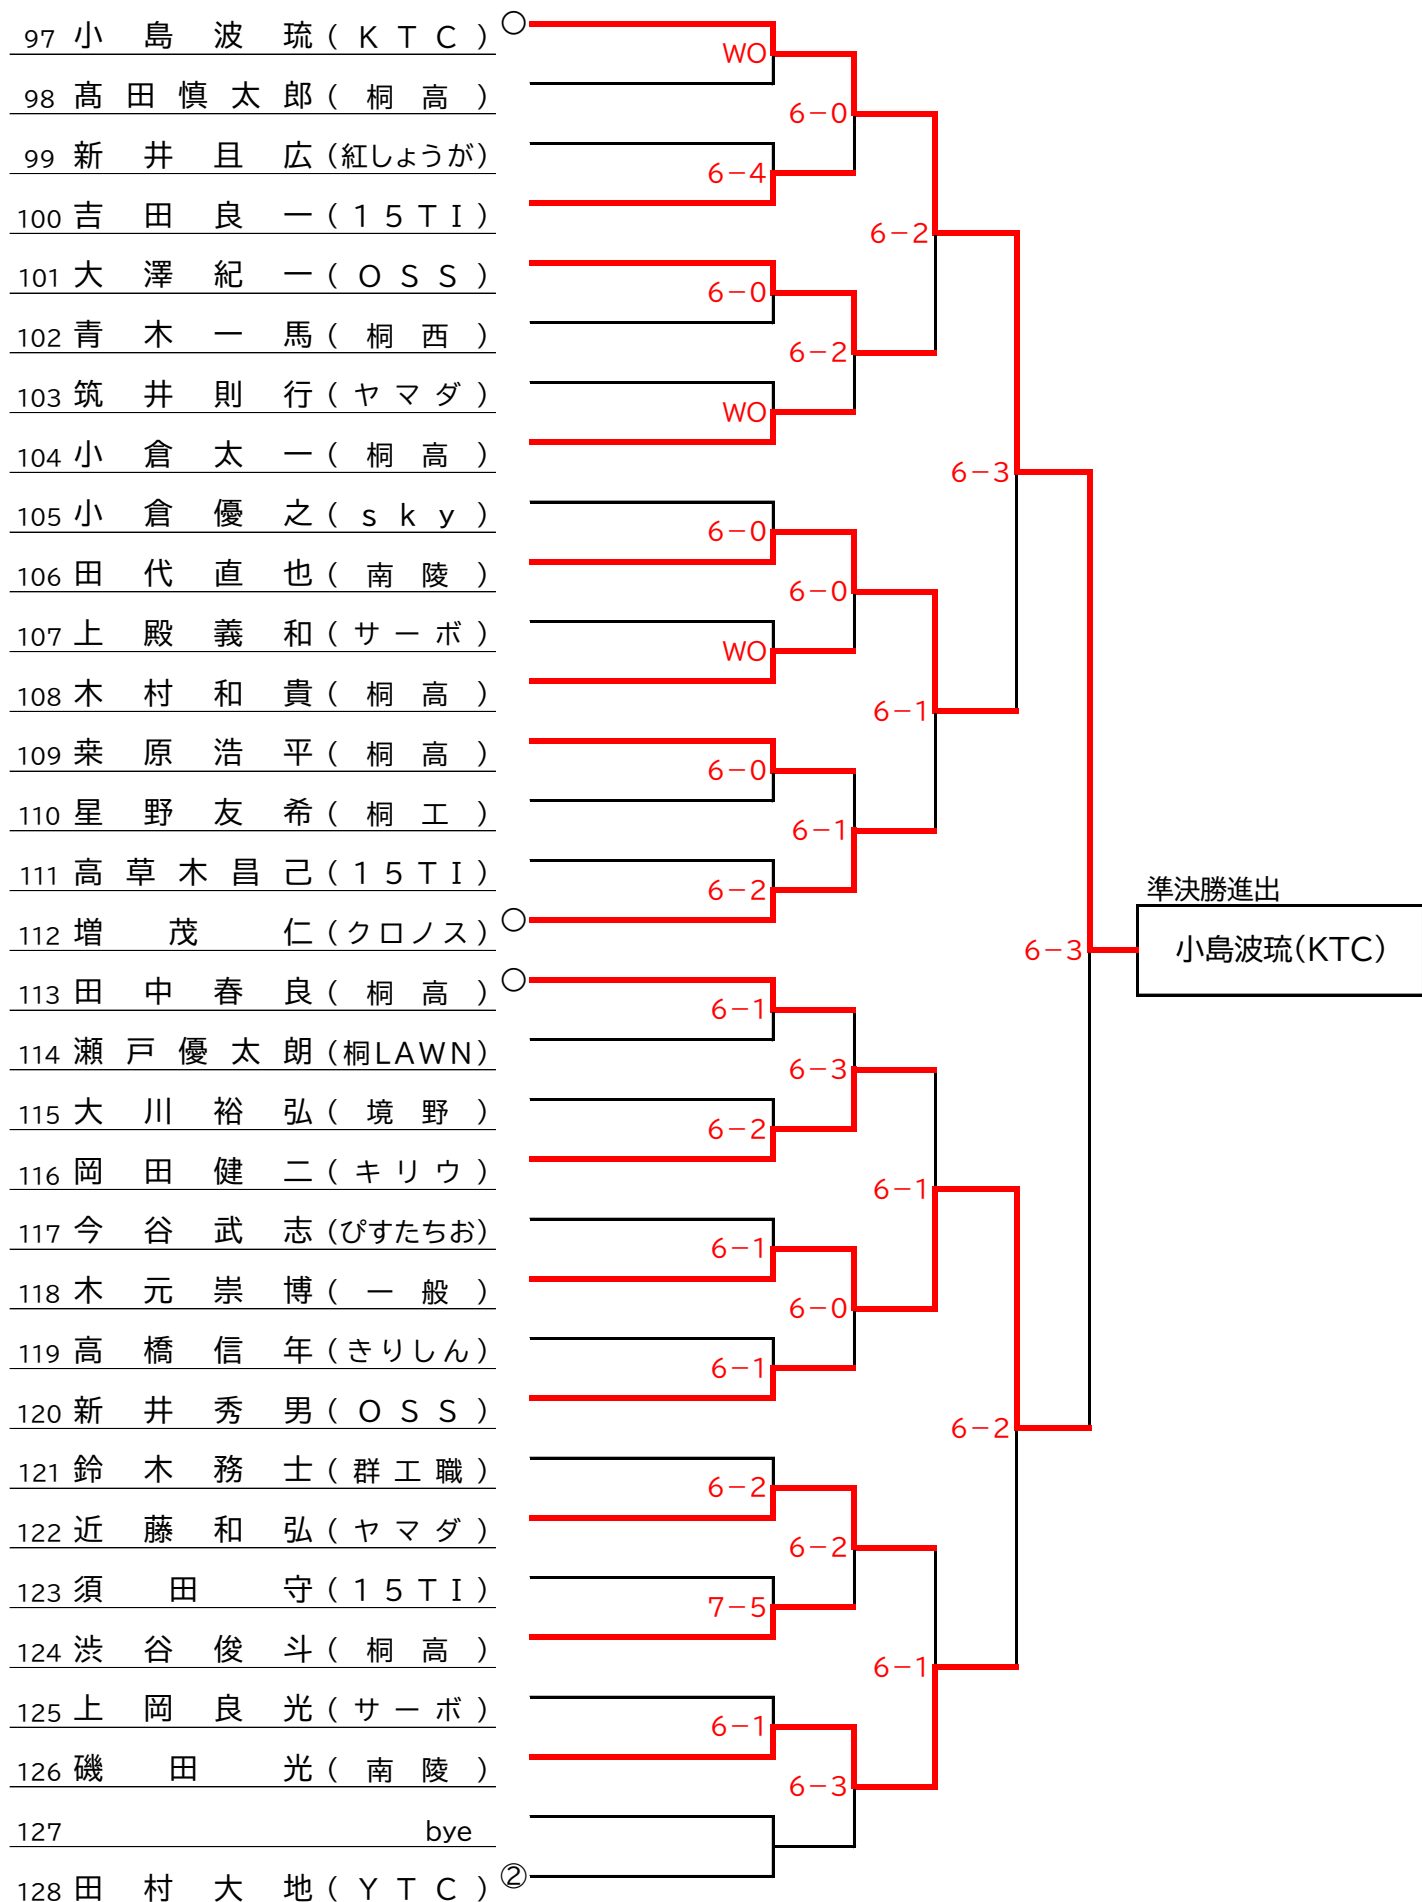 97 小島波琉(KTC) ○
WO
98 髙田慎太郎(桐高)
6-0
99 新井且広(紅しょうが)
6-4
100 吉田良一(15TI)
6-2
101 大澤紀一(OSS)
6-0
102 青木一馬(桐西)
6-2
103 筑井則行(ヤマダ)
WO
104 小倉太一(桐高)
6-3
105 小倉優之(sky)
6-0
106 田代直也(南陵)
6-0
107 上殿義和(サーボ)
WO
108 木村和貴(桐高)
6-1
109 桒原浩平(桐高)
6-0
110 星野友希(桐工)
6-1
111 高草木昌己(15TI)
6-2
準決勝進出
112 増茂仁(クロノス) ○
6-3
小島波琉(KTC)
113 田中春良(桐高) ○
6-1
114 瀬戸優太朗(桐LAWN)
6-3
115 大川裕弘(境野)
6-2
116 岡田健二(キリウ)
6-1
117 今谷武志(ぴすたちお)
6-1
118 木元崇博(一般)
6-0
119 高橋信年(きりしん)
6-1
120 新井秀男(OSS)
6-2
121 鈴木務士(群工職)
6-2
122 近藤和弘(ヤマダ)
6-2
123 須田守(15TI)
7-5
124 渋谷俊斗(桐高)
6-1
125 上岡良光(サーボ)
6-1
126 磯田光(南陵)
6-3
127 bye
128 田村大地(YTC) ②